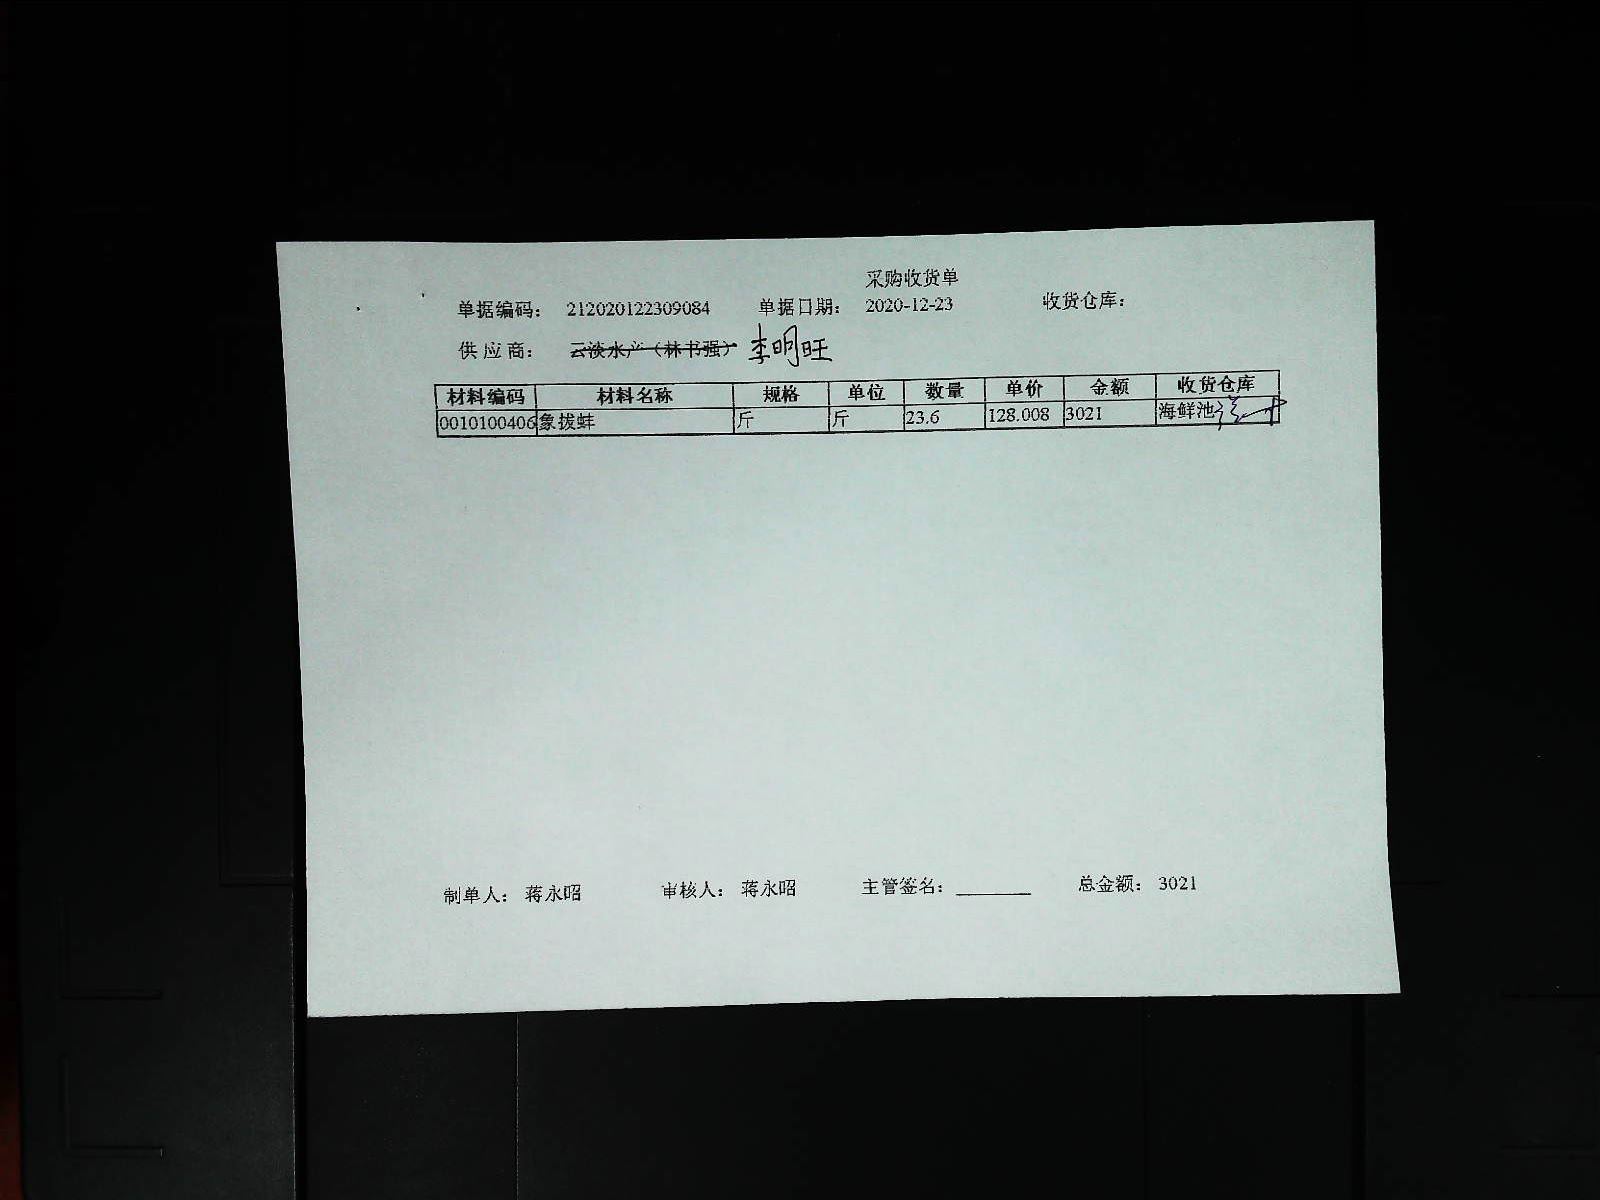 采购收货单
单据编码： 212020122309084 单据日期： 2020-12-23 收货仓库：
供应商： 云淡水产（林书强） 李明旺
材料编码 材料名称 规格 单位 数量 单价 金额 收货仓库
0010100406 象拔蚌 斤 斤 23.6 128.008 3021 海鲜池
制单人： 蒋永昭 审核人： 蒋永昭 主管签名： 总金额： 3021